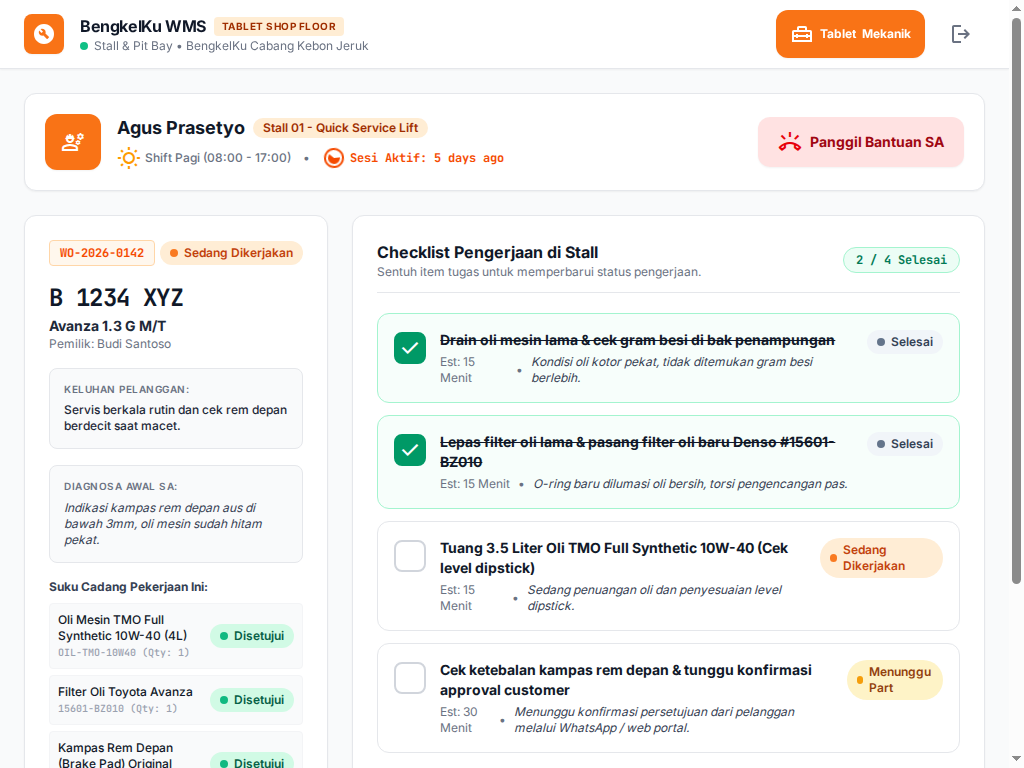 BengkelKu WMS TABLET SHOP FLOOR
Stall & Pit Bay • BengkelKu Cabang Kebon Jeruk
Tablet Mekanik
Agus Prasetyo Stall 01 - Quick Service Lift
Shift Pagi (08:00 - 17:00) • Sesi Aktif: 5 days ago
Panggil Bantuan SA
WO-2026-0142 Sedang Dikerjakan
B 1234 XYZ
Avanza 1.3 G M/T
Pemilik: Budi Santoso
KELUHAN PELANGGAN:
Servis berkala rutin dan cek rem depan
berdecit saat macet.
DIAGNOSA AWAL SA:
Indikasi kampas rem depan aus di
bawah 3mm, oli mesin sudah hitam
pekat.
Suku Cadang Pekerjaan Ini:
Oli Mesin TMO Full
Synthetic 10W-40 (4L)
OIL-TMO-10W40 (Qty: 1)
Disetujui
Filter Oli Toyota Avanza
15601-BZ010 (Qty: 1)
Disetujui
Kampas Rem Depan
(Brake Pad) Original
Disetujui
Checklist Pengerjaan di Stall
Sentuh item tugas untuk memperbarui status pengerjaan.
2 / 4 Selesai
Drain oli mesin lama & cek gram besi di bak penampungan
Est: 15
Menit
• Kondisi oli kotor pekat, tidak ditemukan gram besi
berlebih.
Selesai
Lepas filter oli lama & pasang filter oli baru Denso #15601-
BZ010
Est: 15 Menit • O-ring baru dilumasi oli bersih, torsi pengencangan pas.
Selesai
Tuang 3.5 Liter Oli TMO Full Synthetic 10W-40 (Cek
level dipstick)
Est: 15
Menit
• Sedang penuangan oli dan penyesuaian level
dipstick.
Sedang
Dikerjakan
Cek ketebalan kampas rem depan & tunggu konfirmasi
approval customer
Est: 30
Menit
• Menunggu konfirmasi persetujuan dari pelanggan
melalui WhatsApp / web portal.
Menunggu
Part